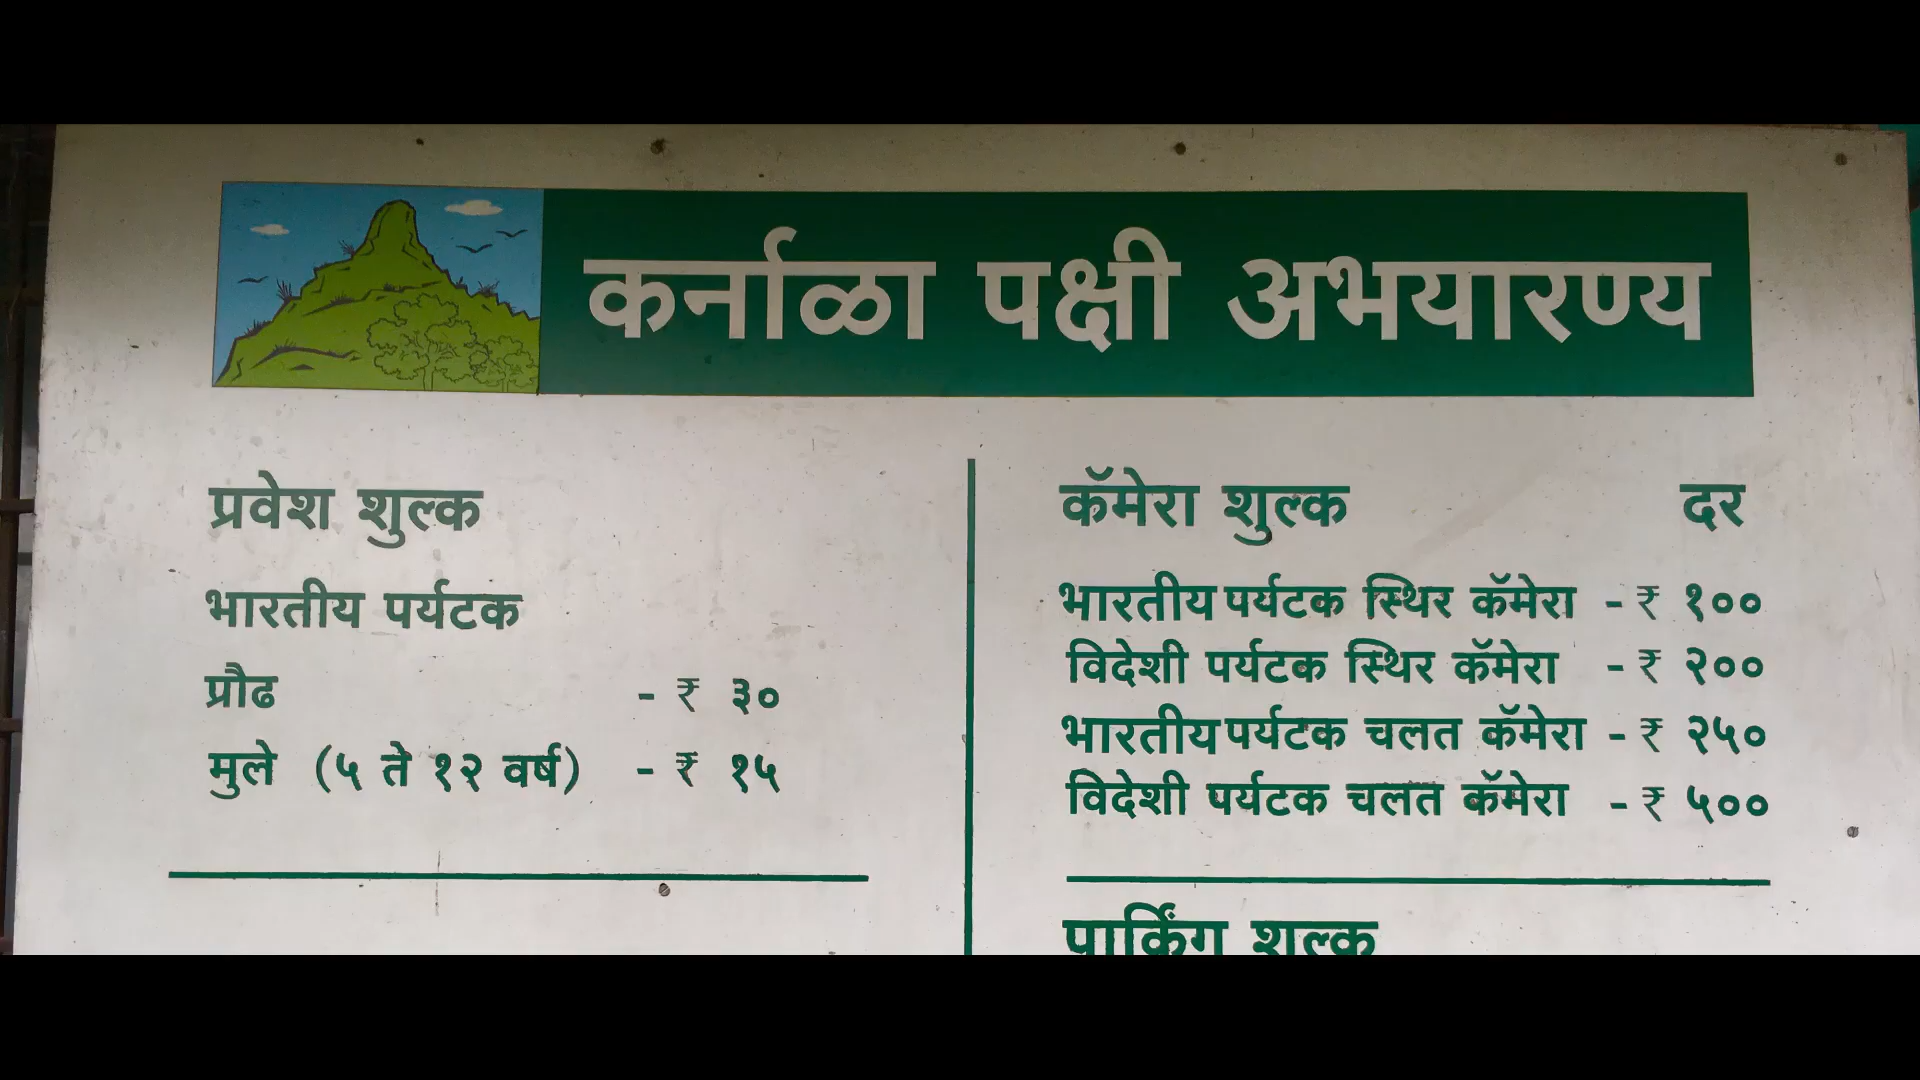 कर्नाळा पक्षी अभयारण्य
प्रवेश शुल्क
भारतीय पर्यटक
प्रौढ - ₹ ३०
मुले (५ ते १२ वर्ष) - ₹ १५
कॅमेरा शुल्क दर
भारतीय पर्यटक स्थिर कॅमेरा - ₹ १००
विदेशी पर्यटक स्थिर कॅमेरा - ₹ २००
भारतीय पर्यटक चलत कॅमेरा - ₹ २५०
विदेशी पर्यटक चलत कॅमेरा - ₹ ५००
पार्किंग शुल्क